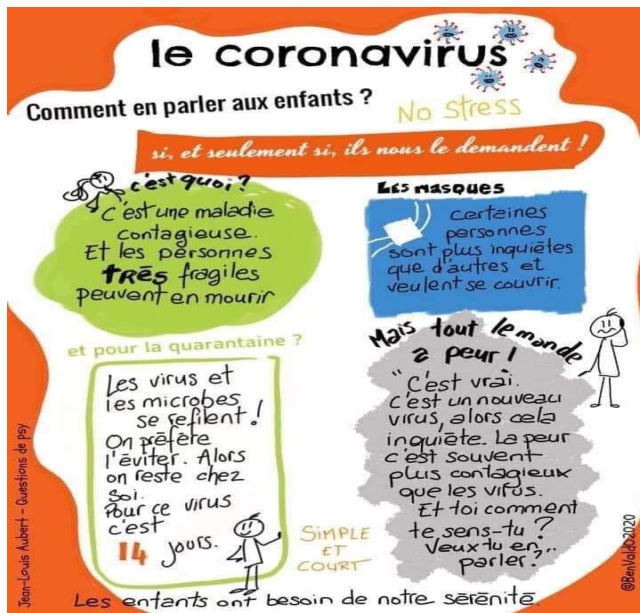 le coronavirus
Comment en parler aux enfants ?
No stress
si, et seulement si, ils nous le demandent !
c'est quoi ?
C'est une maladie
contagieuse.
Et les personnes
TRÈS fragiles
peuvent en mourir
Les masques
certaines
personnes
sont plus inquiètes
que d'autres et
veulent se couvrir.
et pour la quarantaine ?
Les virus et
les microbes
se refilent !
On préfère
l'éviter. Alors
on reste chez
soi.
Pour ce virus
c'est
14 jours.
SIMPLE
ET
COURT
Mais tout le monde
a peur !
"C'est vrai.
c'est un nouveau
virus, alors cela
inquiète. La peur
c'est souvent
plus contagieux
que les virus.
Et toi comment
te sens-tu ?
Veux tu en..
parler ?
Les enfants ont besoin de notre sérénité.
Jean-Louis Aubert - Questions de psy
@BenValdo2020